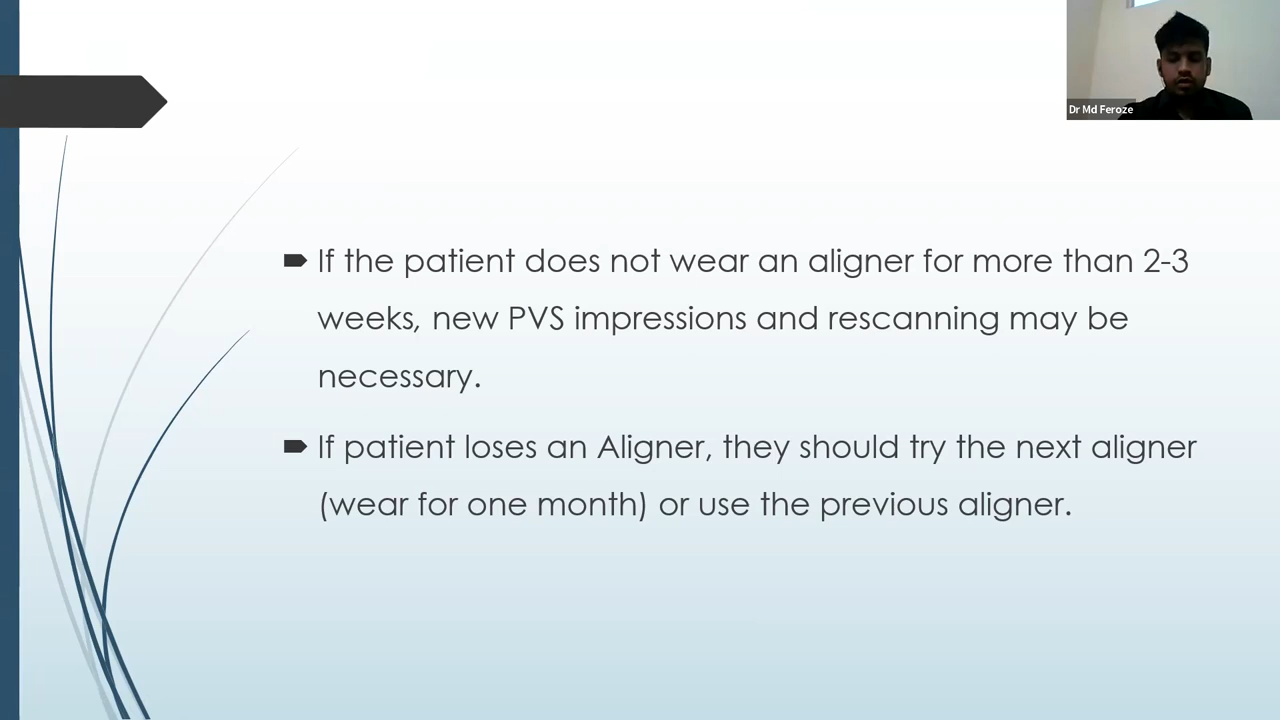 Dr Md Feroze
If the patient does not wear an aligner for more than 2-3
weeks, new PVS impressions and rescanning may be
necessary.
If patient loses an Aligner, they should try the next aligner
(wear for one month) or use the previous aligner.